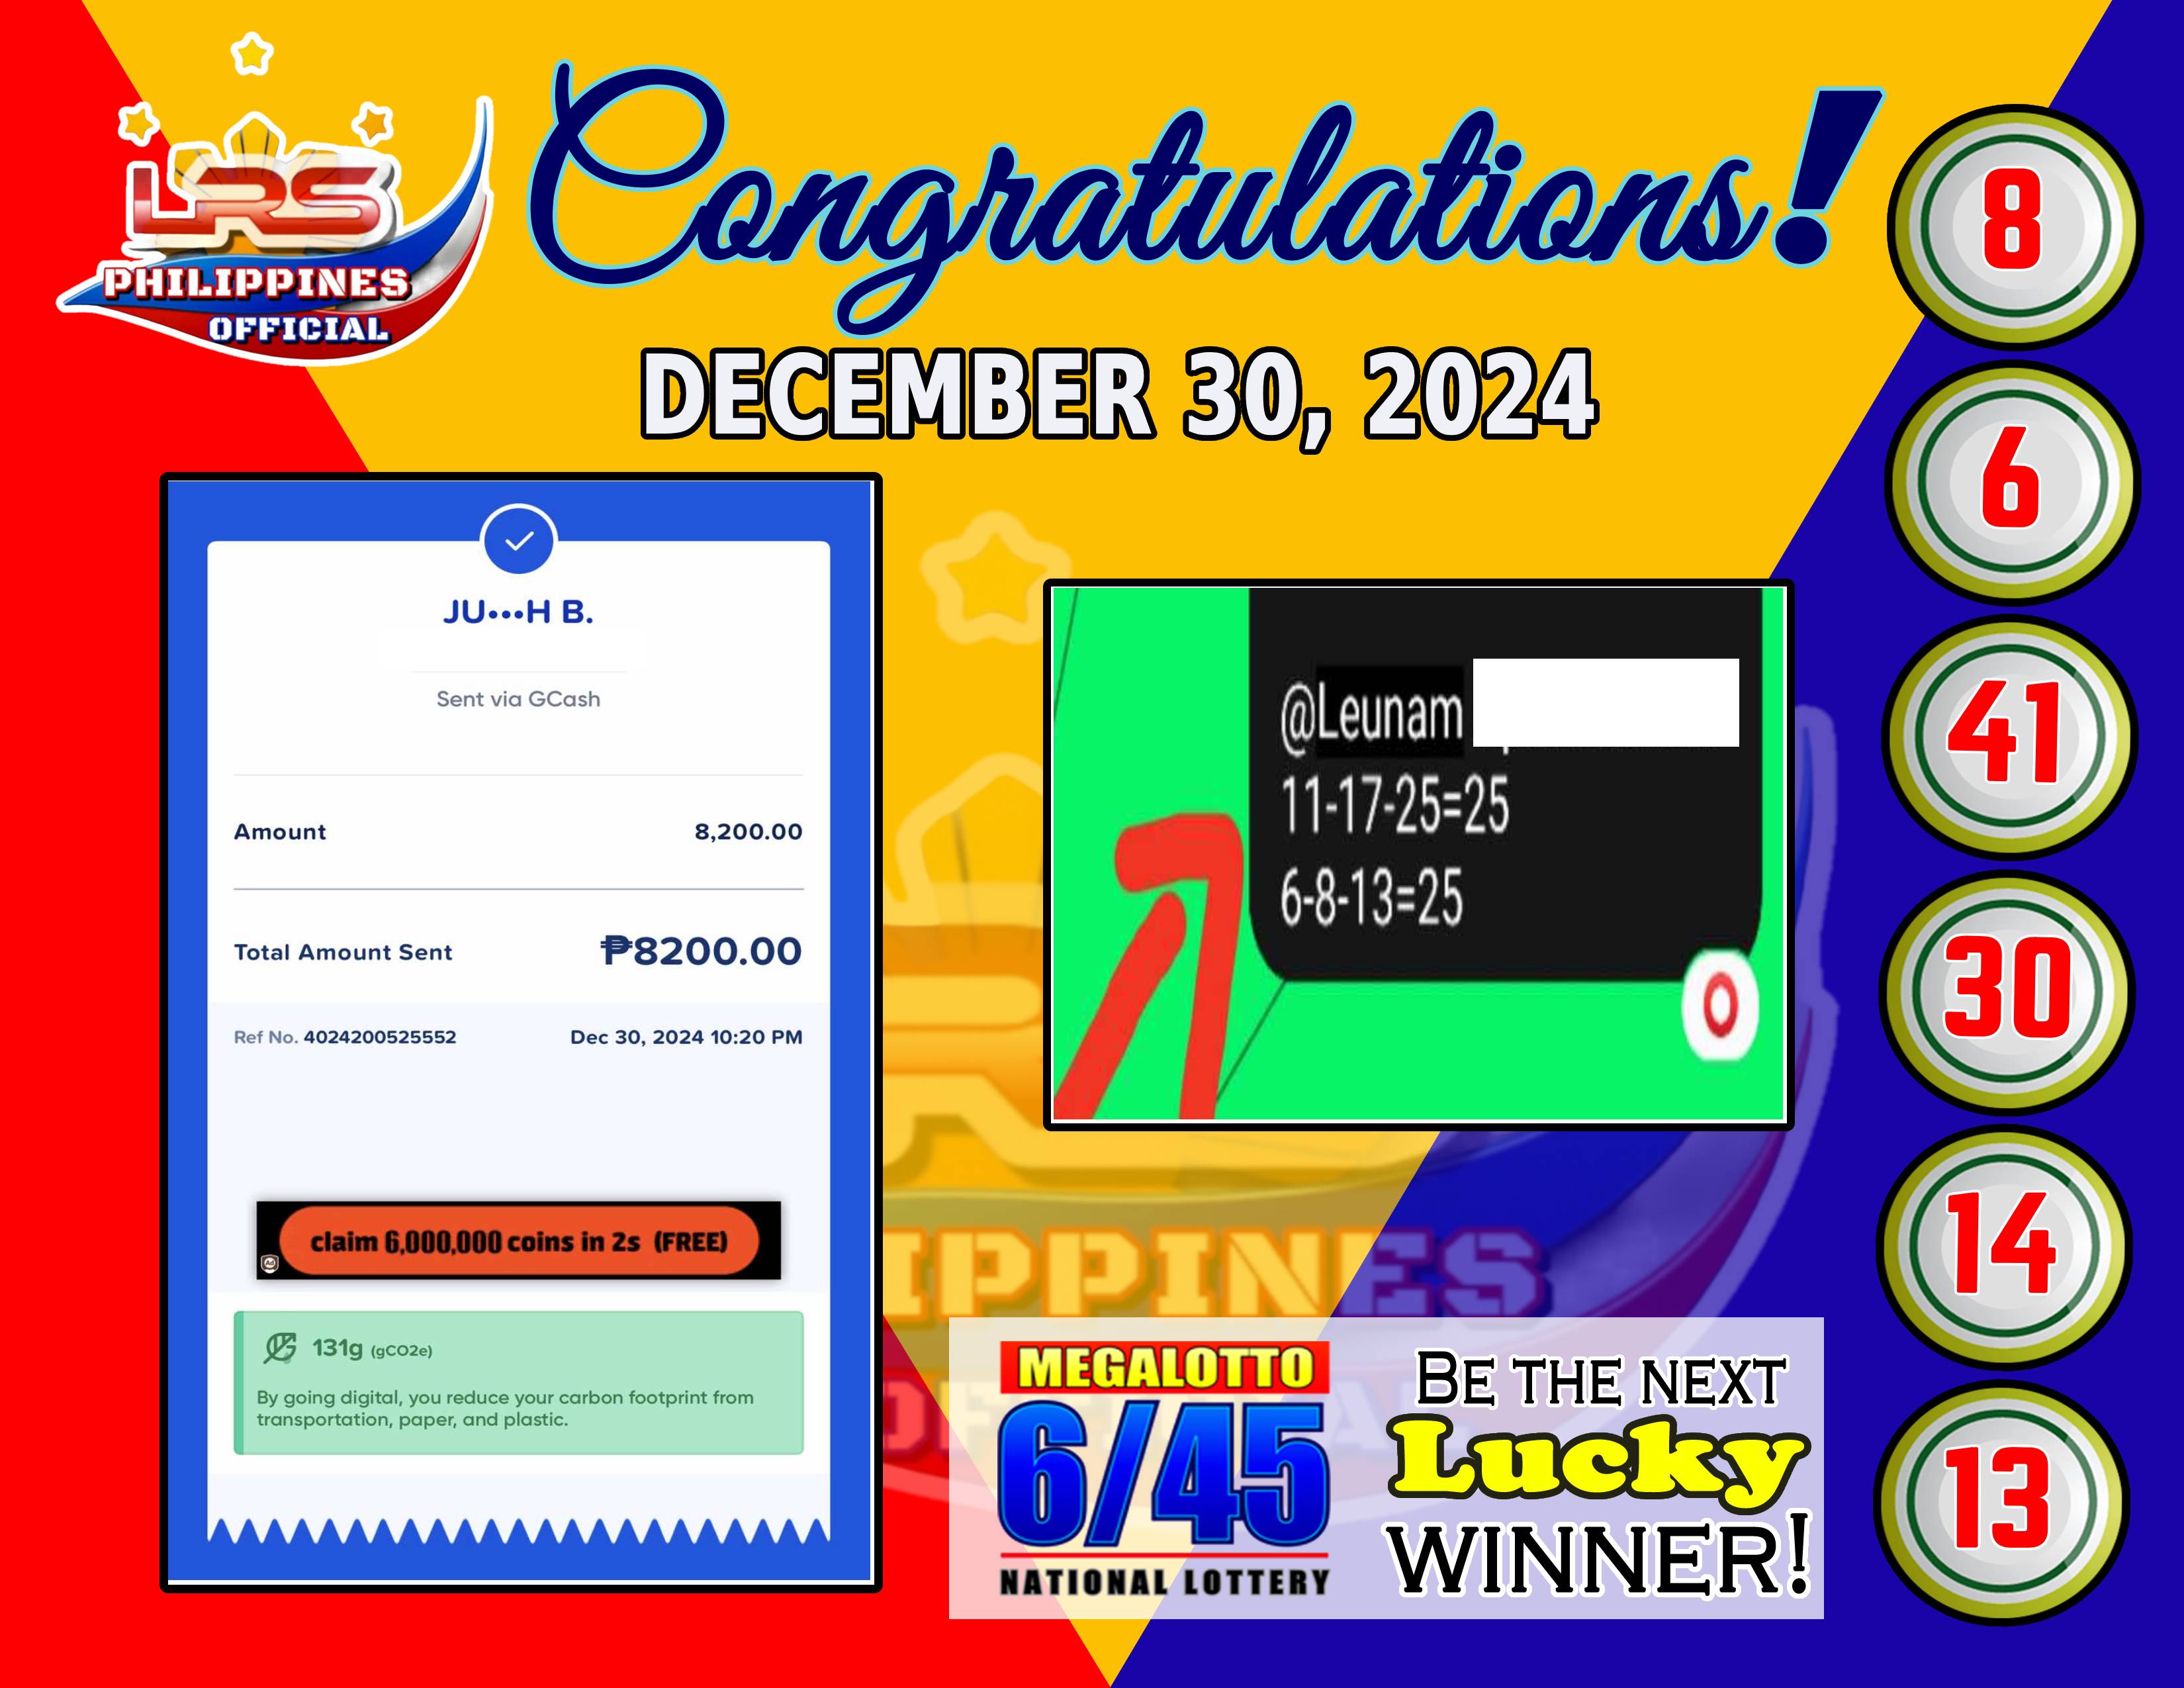 LRS
PHILIPPINES
OFFICIAL
Congratulations!
DECEMBER 30, 2024
JU•••H B.
Sent via GCash
Amount 8,200.00
Total Amount Sent ₱8200.00
Ref No. 4024200525552 Dec 30, 2024 10:20 PM
claim 6,000,000 coins in 2s (FREE)
Ad
131g (gCO2e)
By going digital, you reduce your carbon footprint from
transportation, paper, and plastic.
@Leunam
11-17-25=25
6-8-13=25
IPPINES
MEGALOTTO
6/45
NATIONAL LOTTERY
BE THE NEXT
Lucky
WINNER!
8
6
41
30
14
13